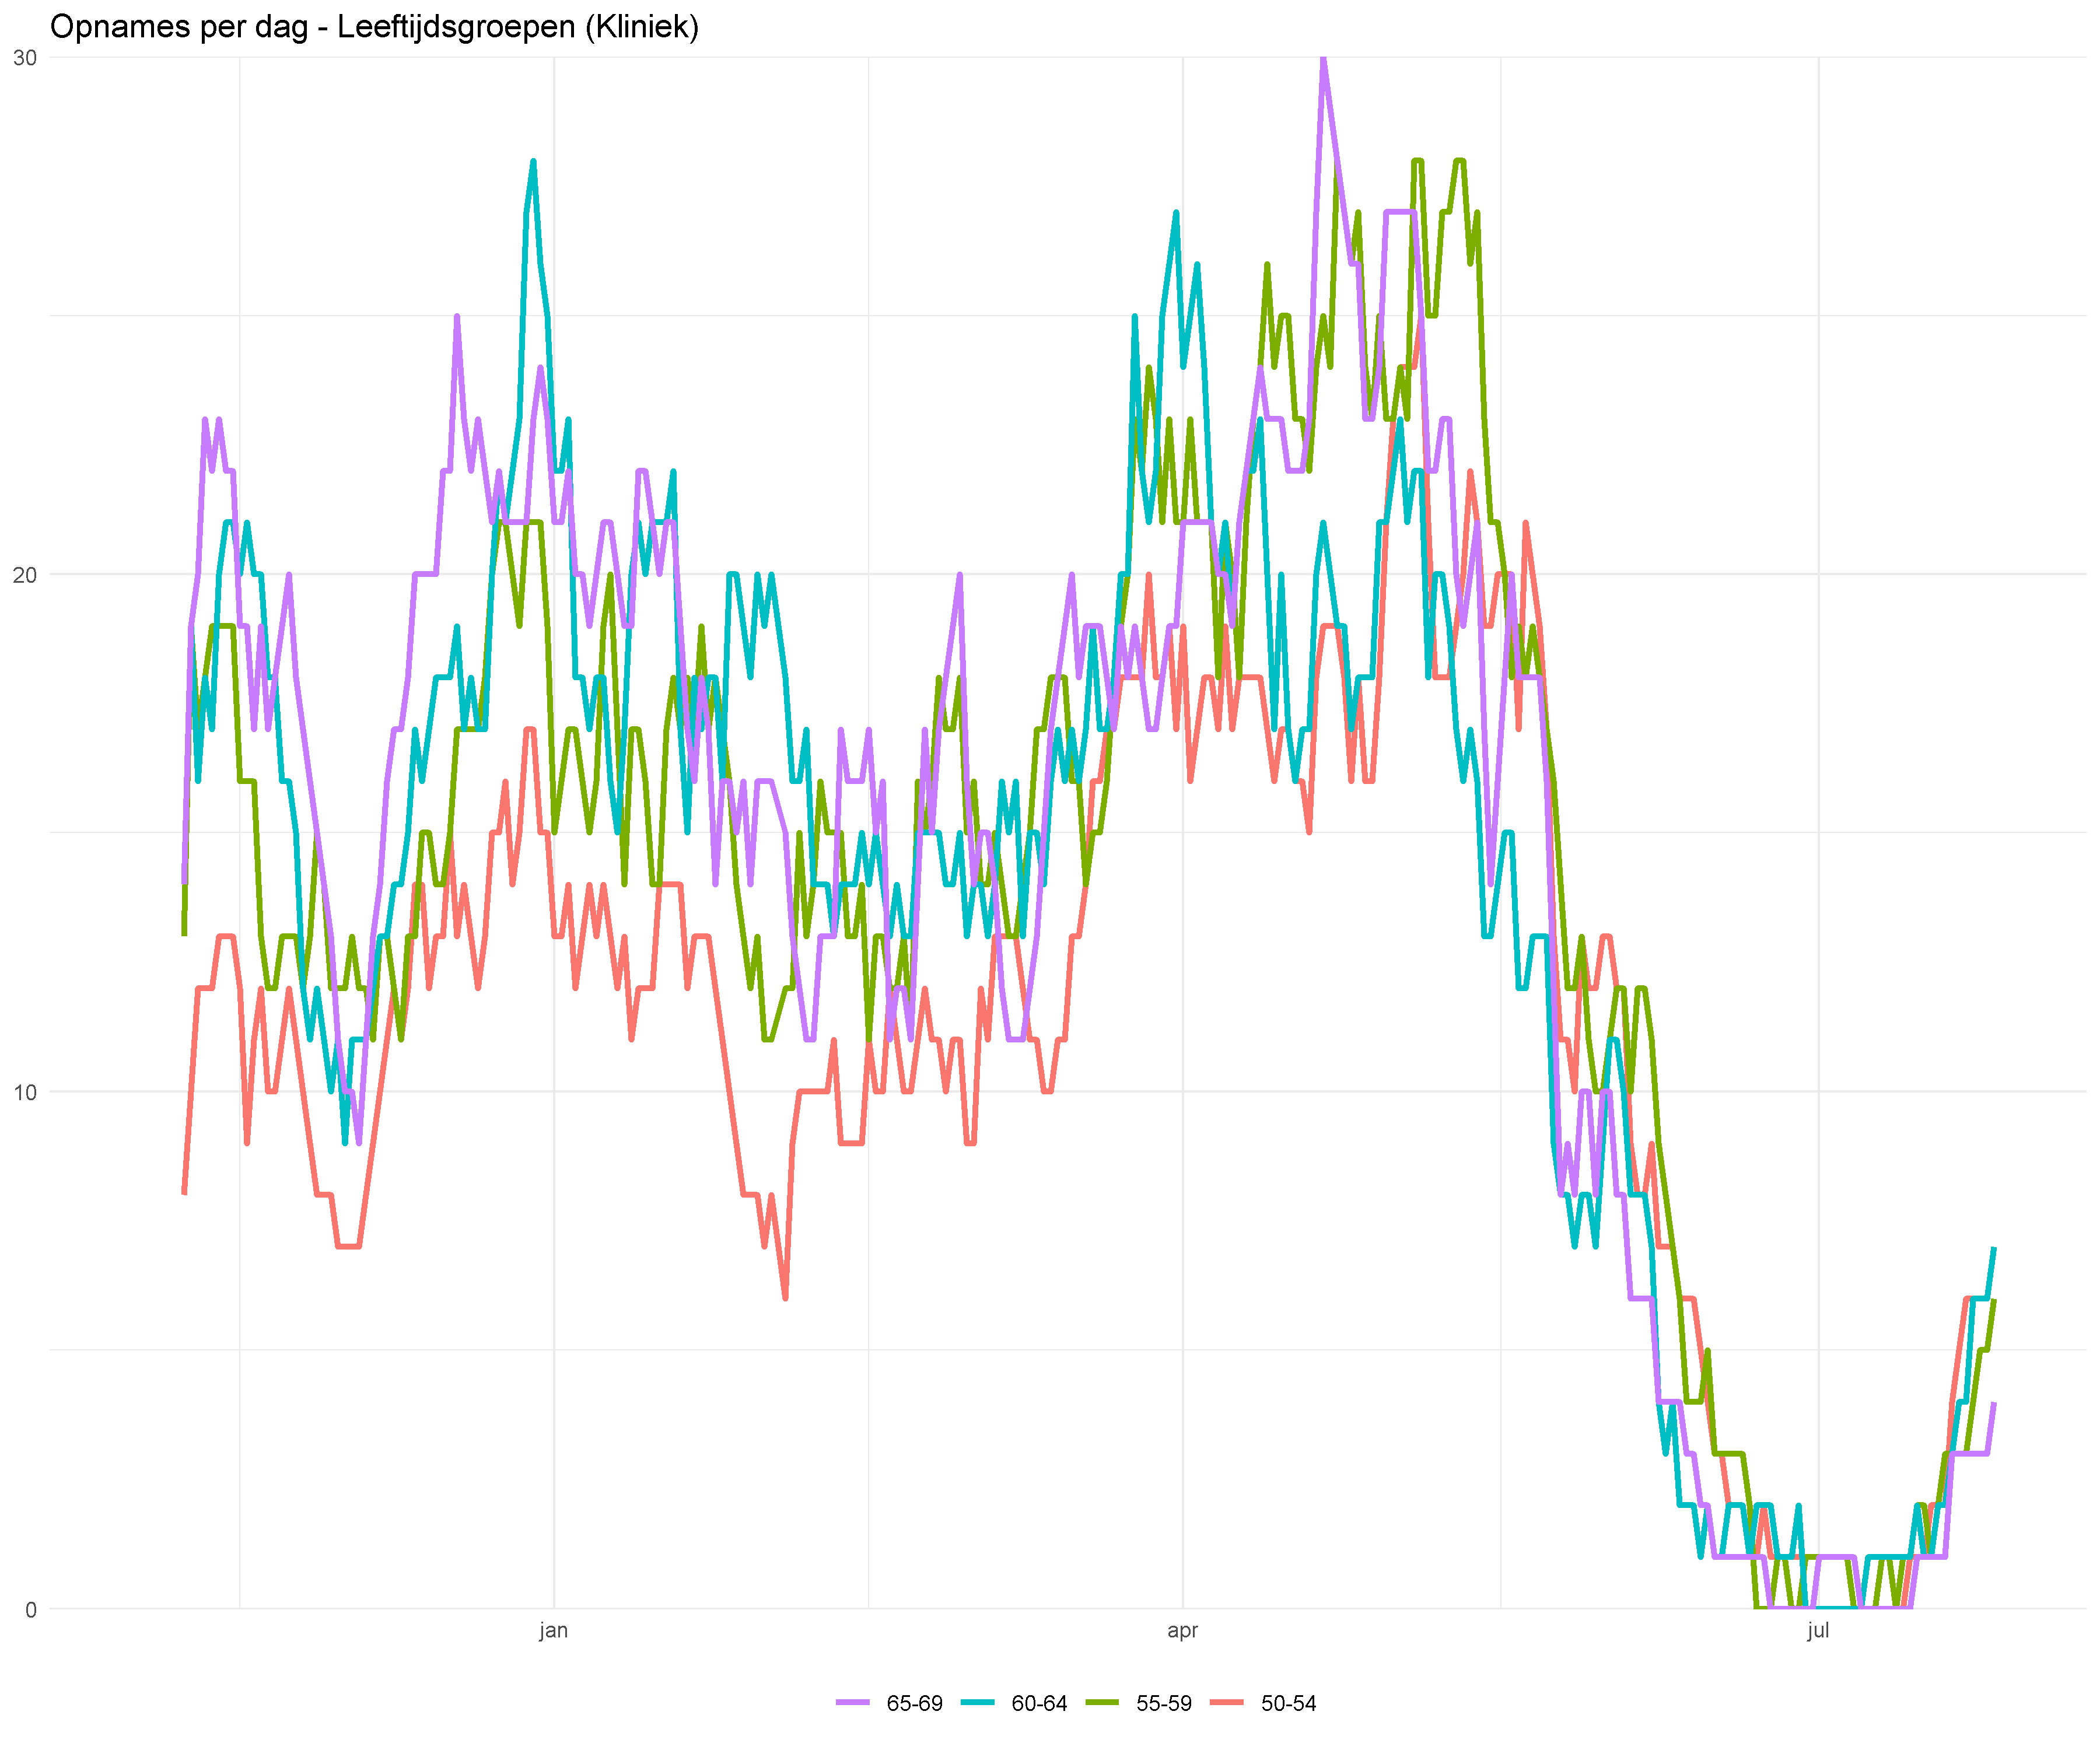 Opnames per dag - Leeftijdsgroepen (Kliniek)
30
20
10
0
jan apr jul
65-69 60-64 55-59 50-54